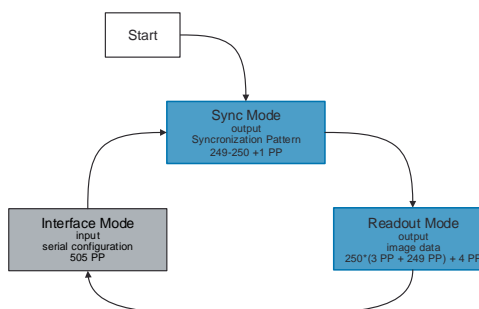 Start
Sync Mode
output
Syncronization Pattern
249-250 +1 PP
Interface Mode
input
serial configuration
505 PP
Readout Mode
output
image data
250*(3 PP + 249 PP) + 4 PP